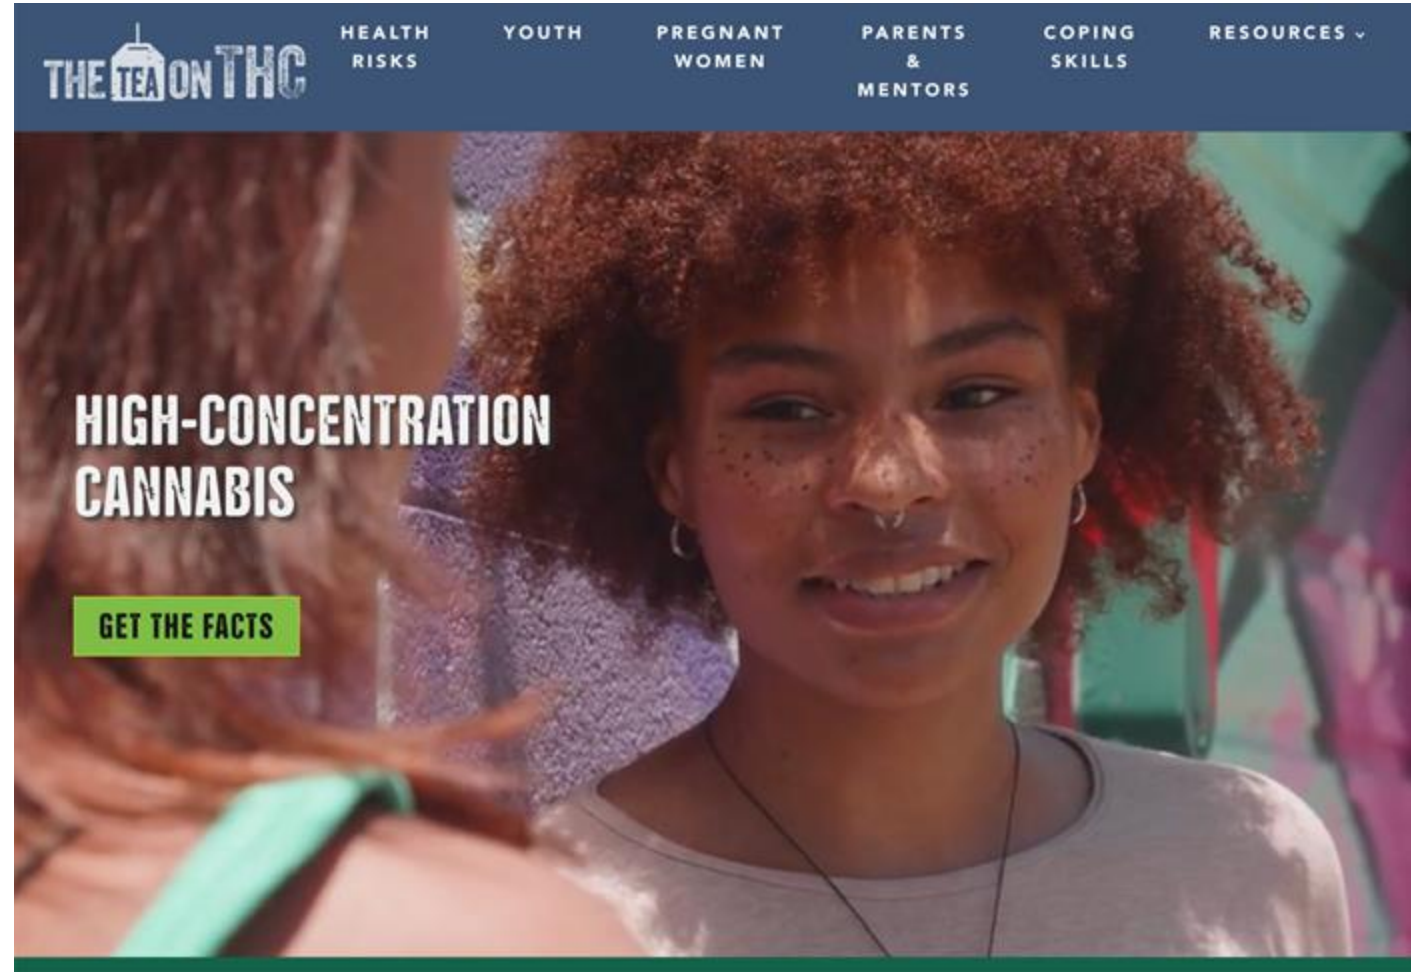 THE TEA ON THC
HEALTH
RISKS
YOUTH
PREGNANT
WOMEN
PARENTS
&
MENTORS
COPING
SKILLS
RESOURCES
HIGH-CONCENTRATION
CANNABIS
GET THE FACTS